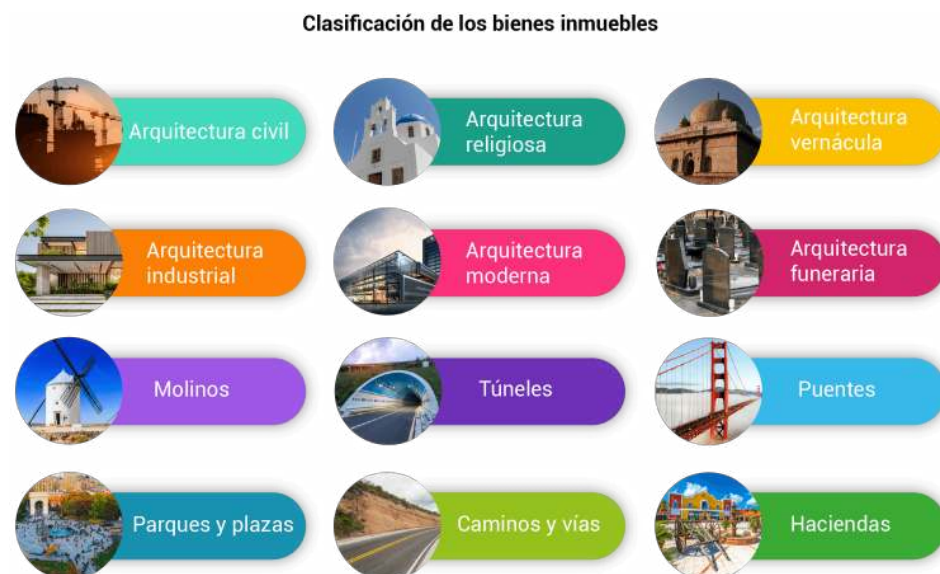 Clasificación de los bienes inmuebles
Arquitectura civil
Arquitectura
religiosa
Arquitectura
vernácula
Arquitectura
industrial
Arquitectura
moderna
Arquitectura
funeraria
Molinos
Túneles
Puentes
Parques y plazas
Caminos y vías
Haciendas